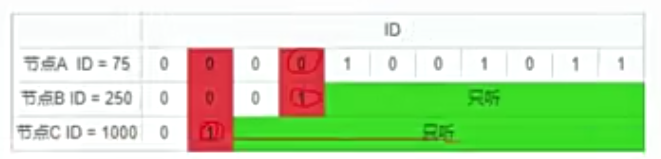 ID
节点A ID = 75 0 0 0 0 1 0 0 1 0 1 1
节点B ID = 250 0 0 0 1 只听
节点C ID = 1000 0 1 只听